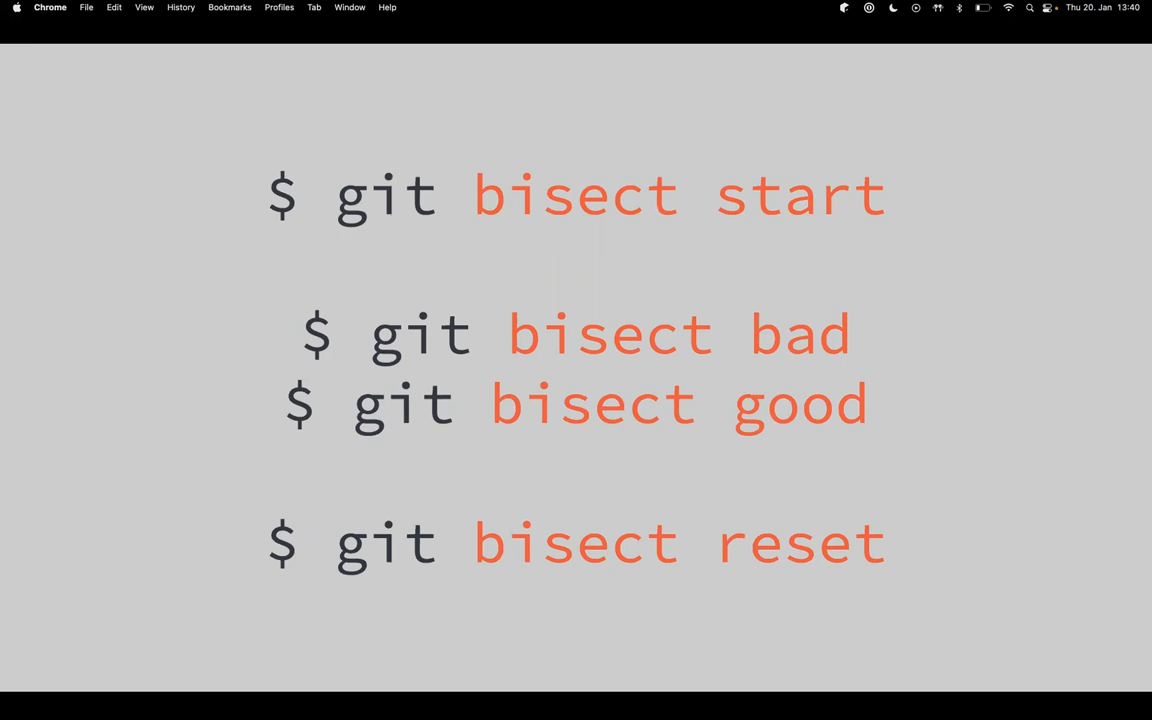 Chrome File Edit View History Bookmarks Profiles Tab Window Help Thu 20. Jan 13:40
$ git bisect start
$ git bisect bad
$ git bisect good
$ git bisect reset